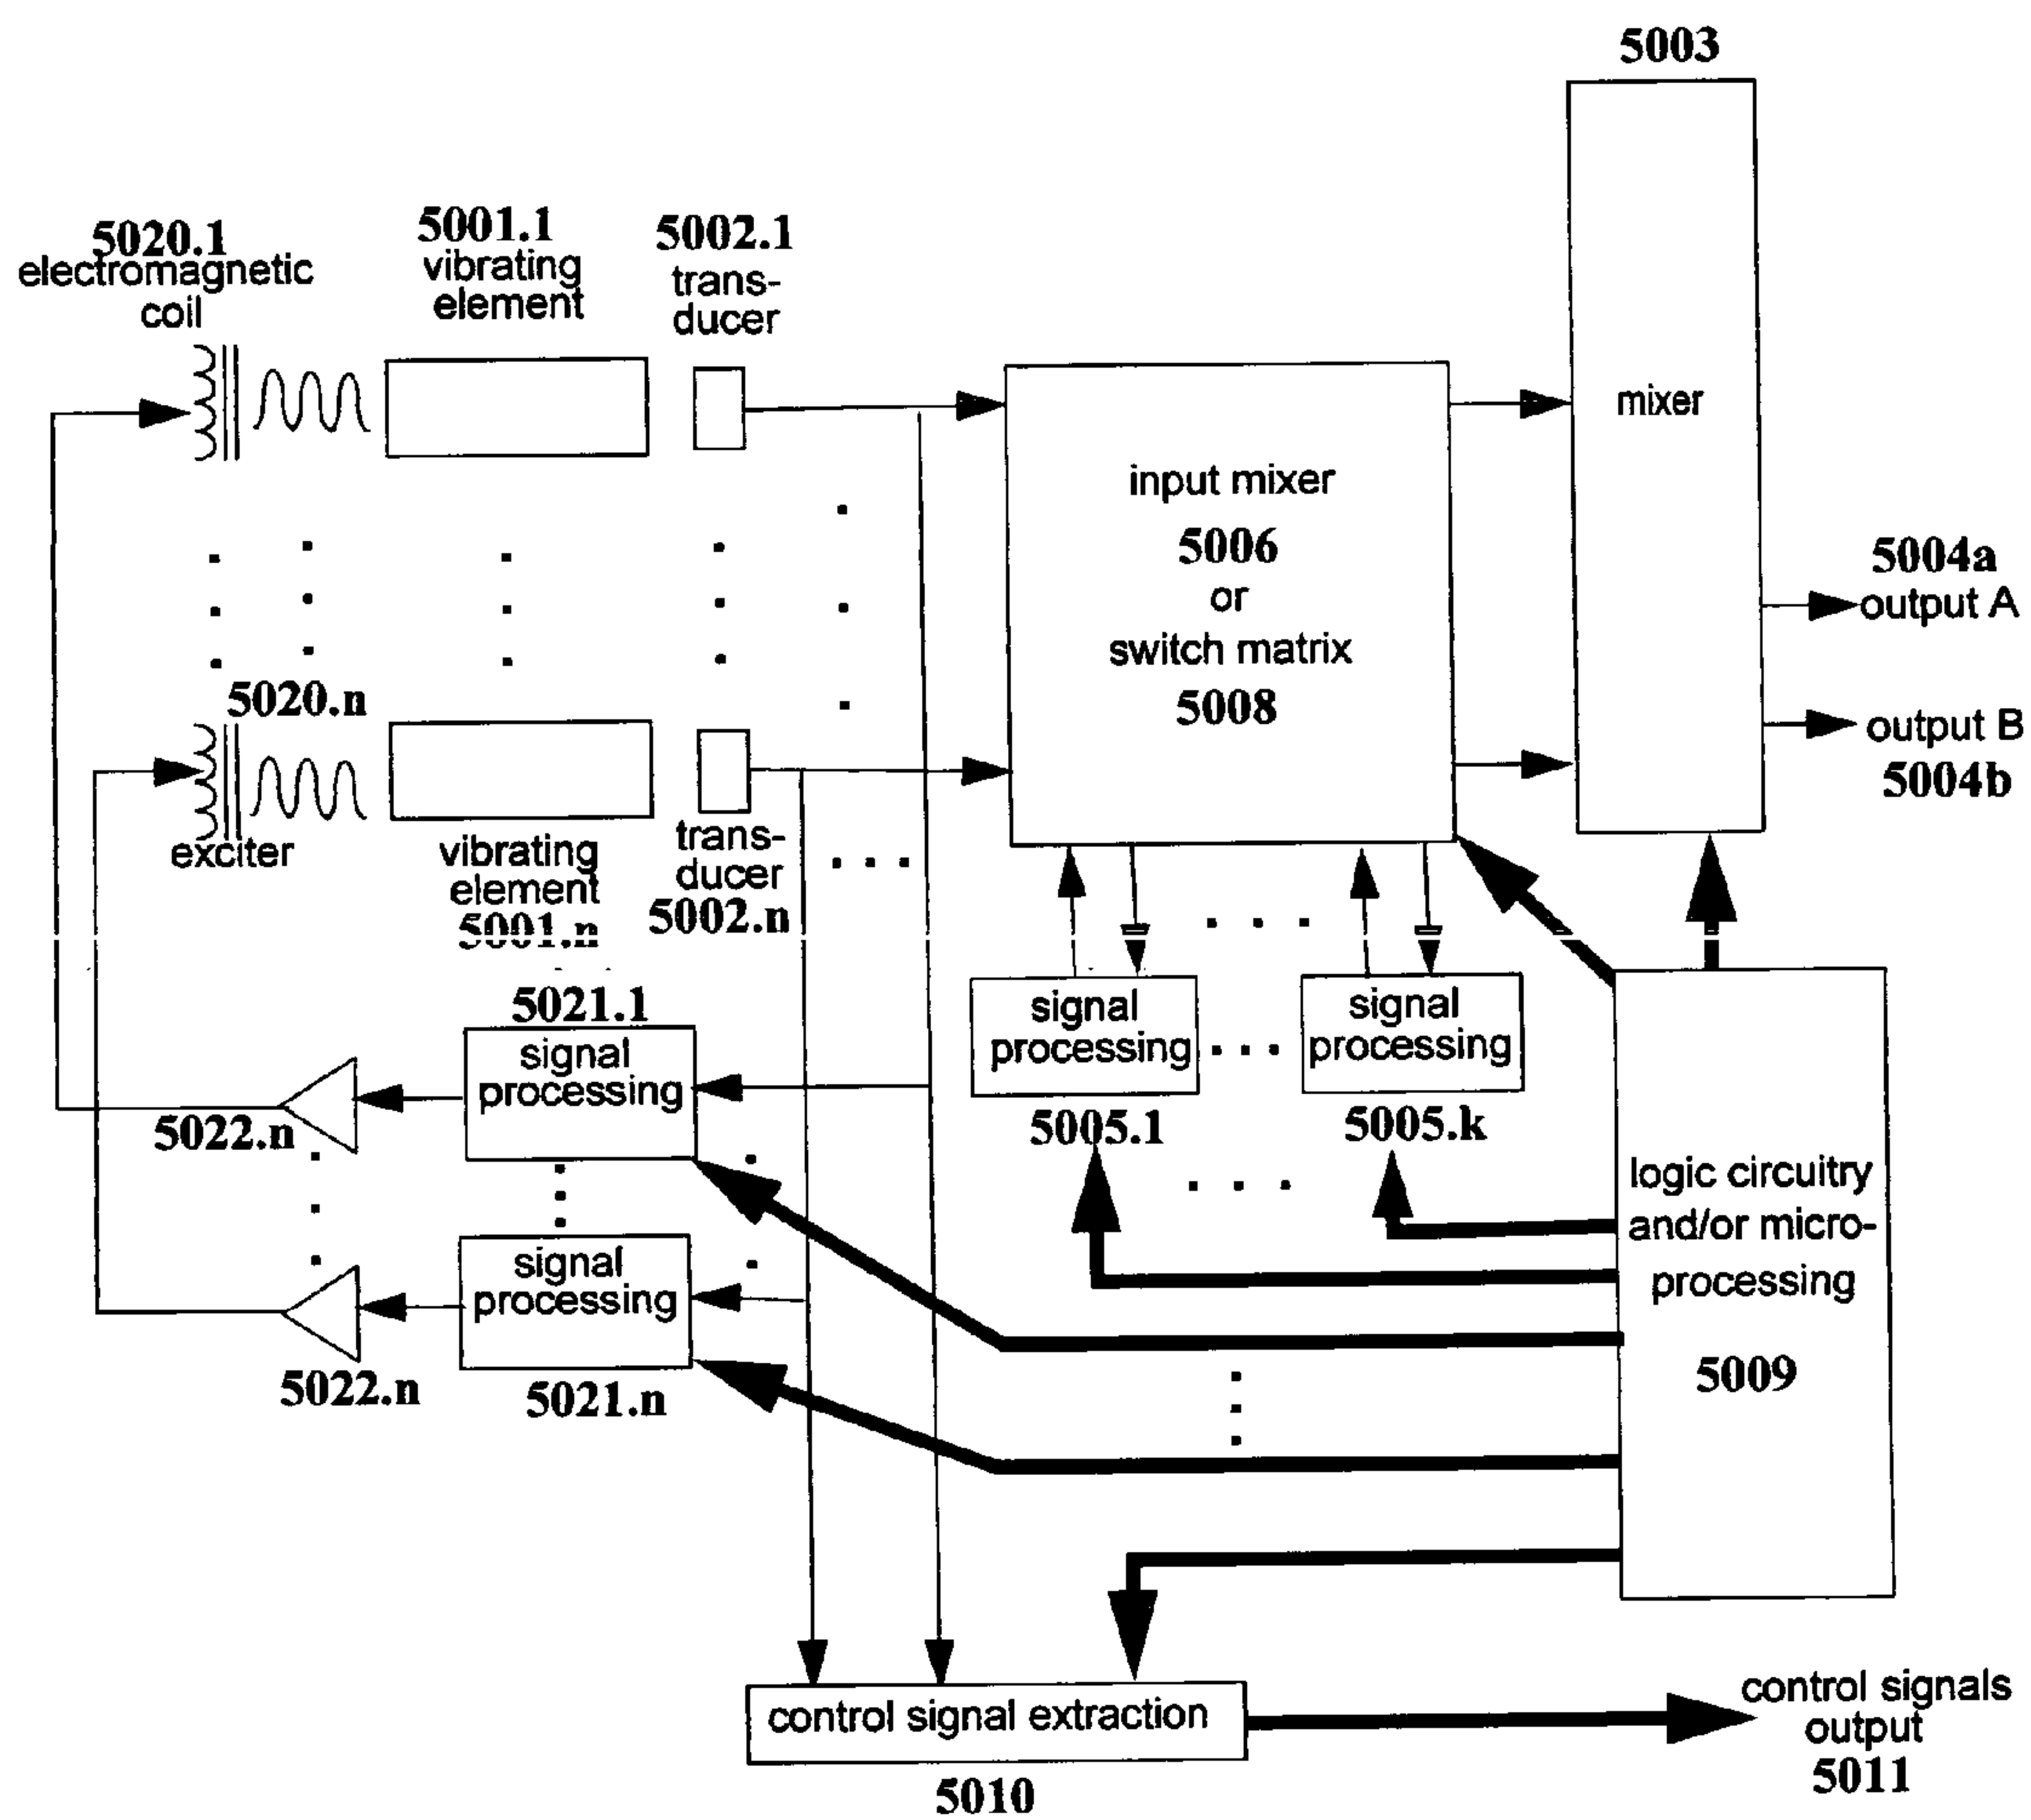 5003
5020.1
electromagnetic
coil
5001.1
vibrating
element
5002.1
trans-
ducer
mixer
input mixer
5006
or
switch matrix
5008
5004a
output A
output B
5004b
5020.n
exciter
vibrating
element
5001.n
trans-
ducer
5002.n
5021.1
signal
processing
5022.n
signal
processing
5005.1
signal
processing
5005.k
logic circuitry
and/or micro-
processing
5009
signal
processing
5022.n
5021.n
control signal extraction
5010
control signals
output
5011